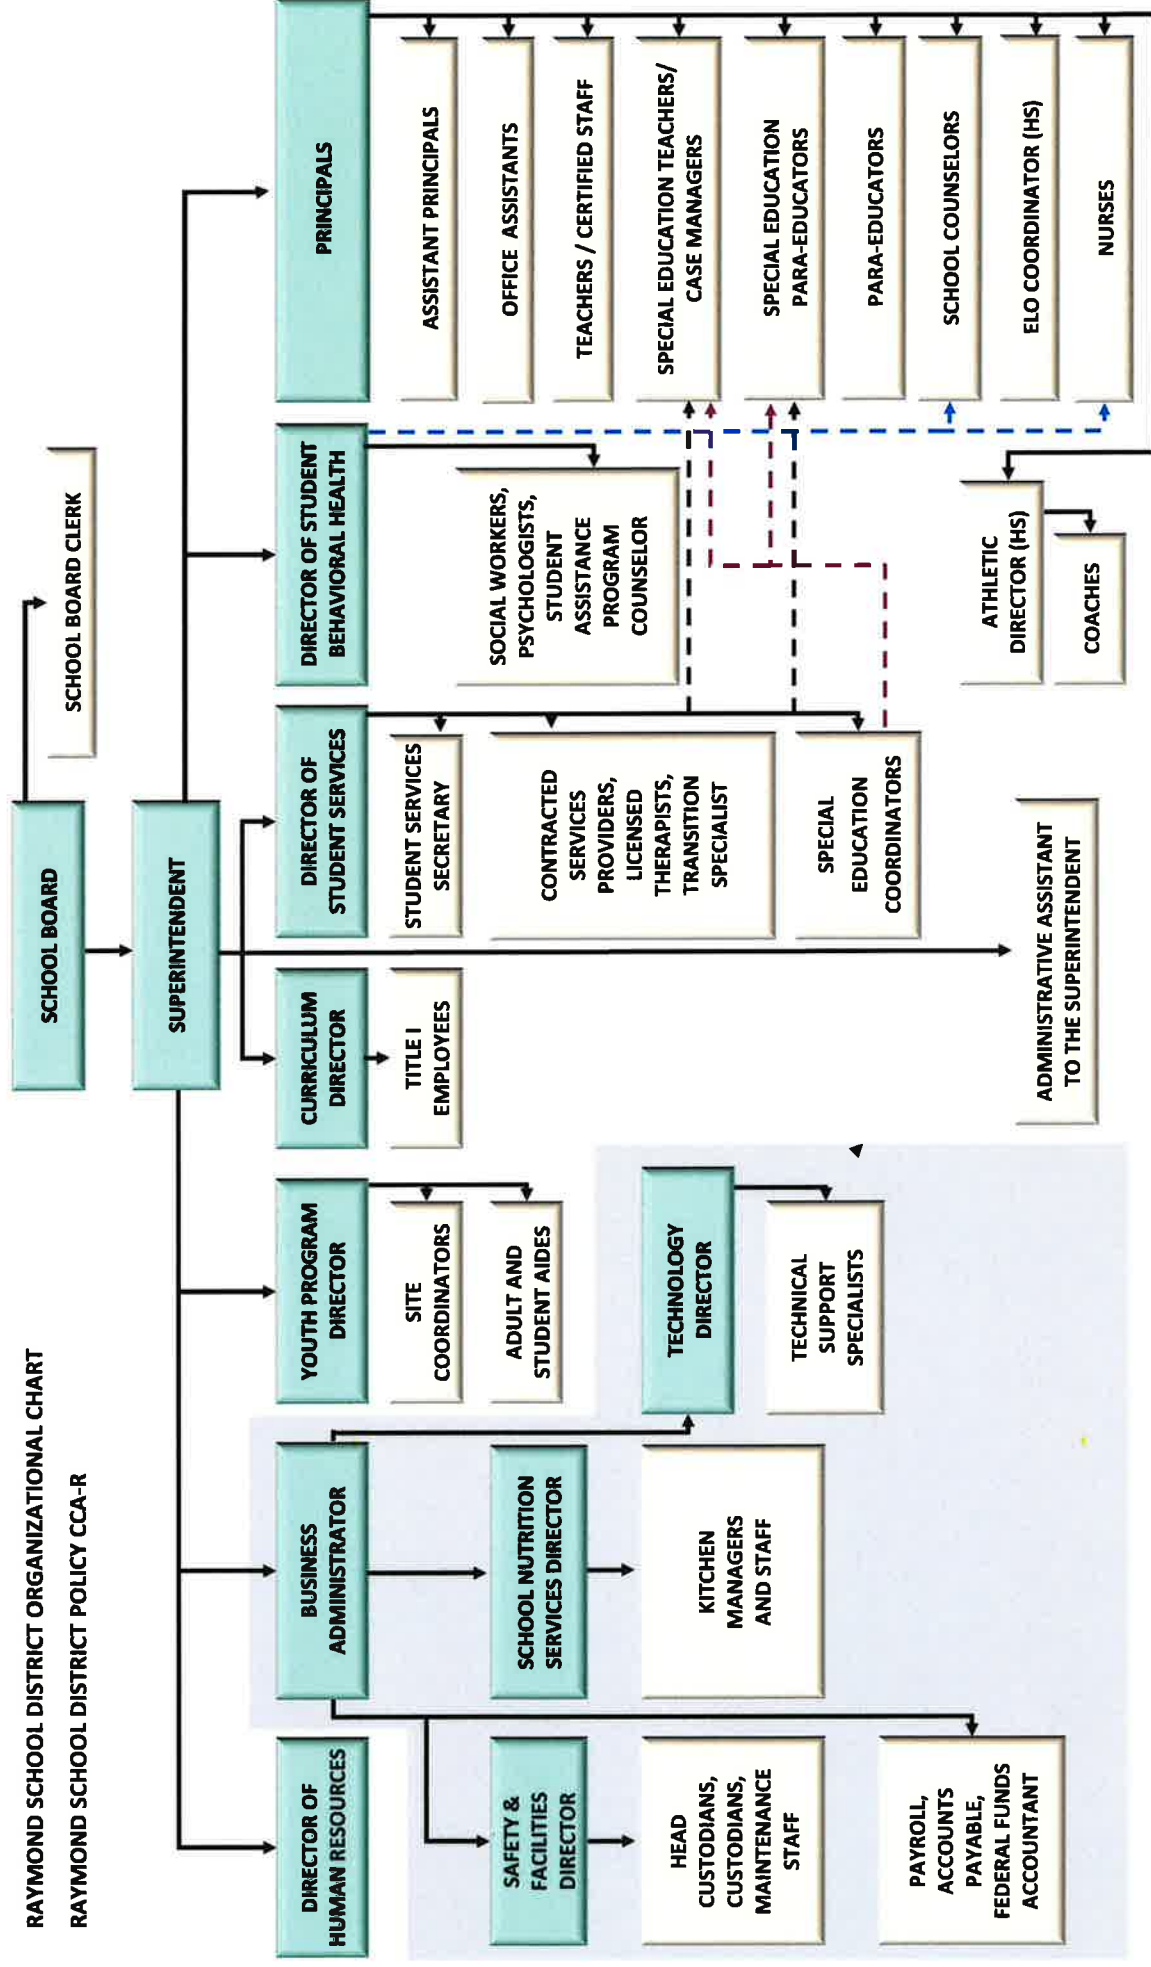 RAYMOND SCHOOL DISTRICT ORGANIZATIONAL CHART
RAYMOND SCHOOL DISTRICT POLICY CCA-R
SCHOOL BOARD
SCHOOL BOARD CLERK
SUPERINTENDENT
DIRECTOR OF
HUMAN RESOURCES
BUSINESS
ADMINISTRATOR
YOUTH PROGRAM
DIRECTOR
CURRICULUM
DIRECTOR
DIRECTOR OF
STUDENT SERVICES
DIRECTOR OF STUDENT
BEHAVIORAL HEALTH
PRINCIPALS
SAFETY &
FACILITIES
DIRECTOR
HEAD
CUSTODIANS,
CUSTODIANS,
MAINTENANCE
STAFF
PAYROLL,
ACCOUNTS
PAYABLE,
FEDERAL FUNDS
ACCOUNTANT
SCHOOL NUTRITION
SERVICES DIRECTOR
KITCHEN
MANAGERS
AND STAFF
TECHNOLOGY
DIRECTOR
TECHNICAL
SUPPORT
SPECIALISTS
SITE
COORDINATORS
ADULT AND
STUDENT AIDES
TITLE I
EMPLOYEES
ADMINISTRATIVE ASSISTANT
TO THE SUPERINTENDENT
STUDENT SERVICES
SECRETARY
CONTRACTED
SERVICES
PROVIDERS,
LICENSED
THERAPISTS,
TRANSITION
SPECIALIST
SPECIAL
EDUCATION
COORDINATORS
SOCIAL WORKERS,
PSYCHOLOGISTS,
STUDENT
ASSISTANCE
PROGRAM
COUNSELOR
ATHLETIC
DIRECTOR (HS)
COACHES
ASSISTANT PRINCIPALS
OFFICE ASSISTANTS
TEACHERS / CERTIFIED STAFF
SPECIAL EDUCATION TEACHERS/
CASE MANAGERS
SPECIAL EDUCATION
PARA-EDUCATORS
PARA-EDUCATORS
SCHOOL COUNSELORS
ELO COORDINATOR (HS)
NURSES